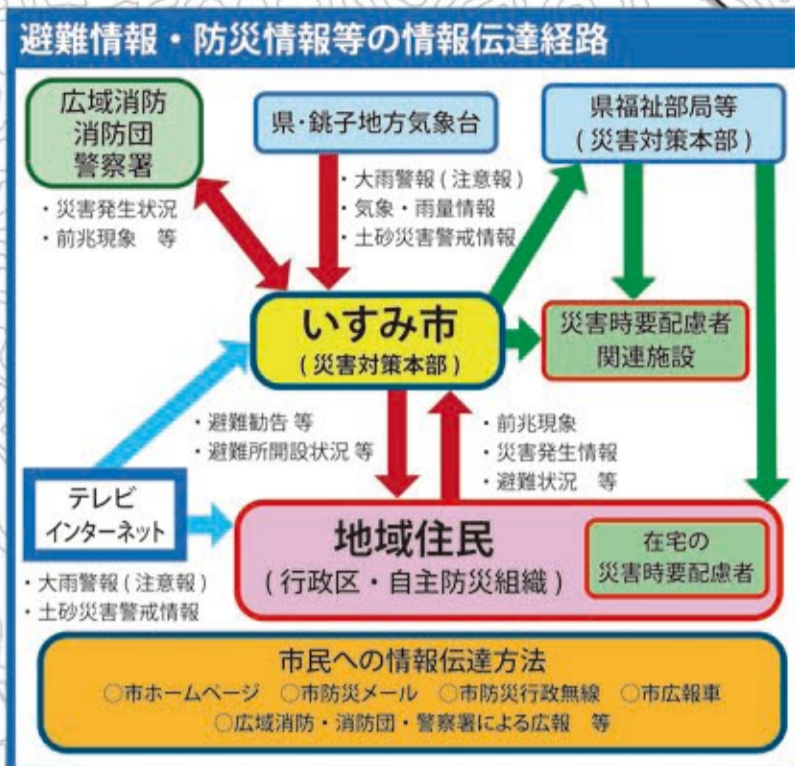 避難情報・防災情報等の情報伝達経路
広域消防
消防団
警察署
・災害発生状況
・前兆現象　等
県・銚子地方気象台
・大雨警報(注意報)
・気象・雨量情報
・土砂災害警戒情報
県福祉部局等
(災害対策本部)
いすみ市
(災害対策本部)
災害時要配慮者
関連施設
・避難勧告 等
・避難所開設状況 等
・前兆現象
・災害発生情報
・避難状況　等
テレビ
インターネット
・大雨警報(注意報)
・土砂災害警戒情報
地域住民
(行政区・自主防災組織)
在宅の
災害時要配慮者
市民への情報伝達方法
○市ホームページ　○市防災メール　○市防災行政無線　○市広報車
○広域消防・消防団・警察署による広報　等